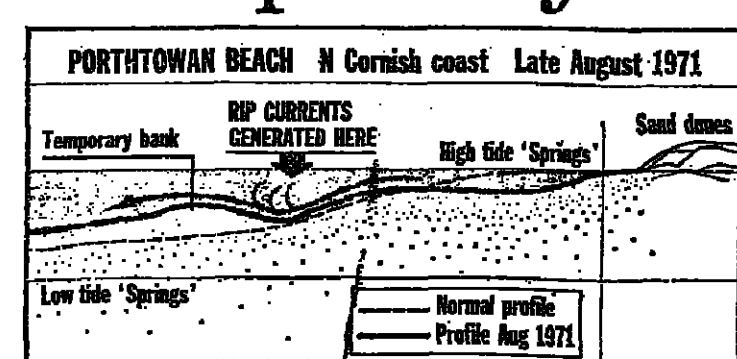 PORTHTOWAN BEACH N Cornish coast Late August 1971
RIP CURRENTS
GENERATED HERE
Temporary bank
High tide 'Springs'
Sand dunes
Low tide 'Springs'
Normal profile
Profile Aug 1971